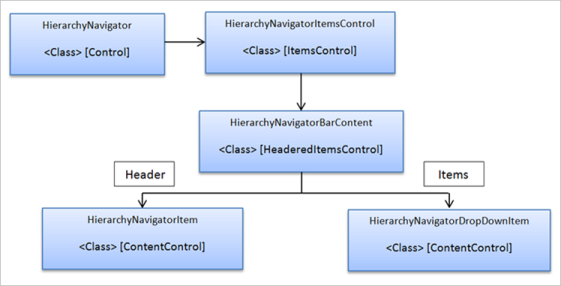 HierarchyNavigator
<Class> [Control]
HierarchyNavigatorItemsControl
<Class> [ItemsControl]
HierarchyNavigatorBarContent
<Class> [HeaderedItemsControl]
Header
Items
HierarchyNavigatorItem
<Class> [ContentControl]
HierarchyNavigatorDropDownItem
<Class> [ContentControl]